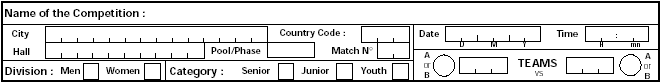 Name of the Competition :
City Country Code : Date Time :
D M Y H mn
Hall Pool/Phase Match Nº A or B TEAMS vs A or B
Division : Men Women Category : Senior Junior Youth